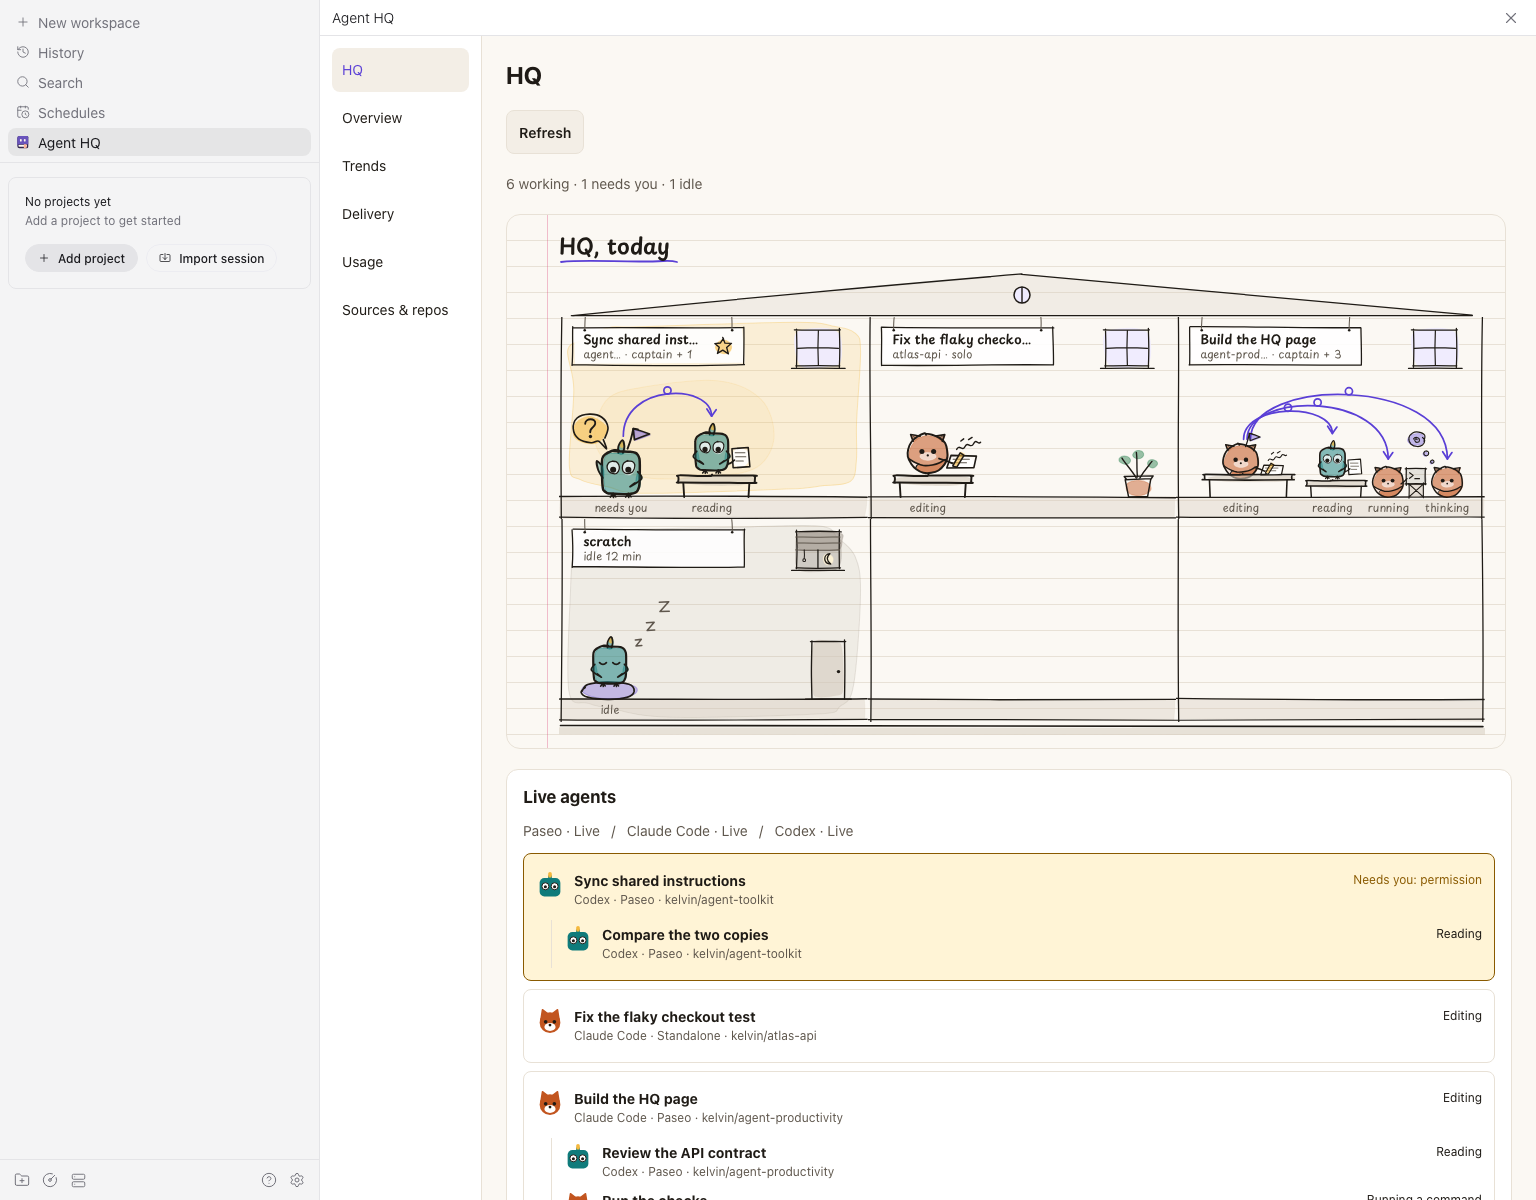 New workspace
History
Search
Schedules
Agent HQ
No projects yet
Add a project to get started
Add project
Import session
Agent HQ
HQ
Overview
Trends
Delivery
Usage
Sources & repos
HQ
Refresh
6 working · 1 needs you · 1 idle
HQ, today
Sync shared inst...
agent... · captain + 1
Fix the flaky checko...
atlas-api · solo
Build the HQ page
agent-prod... · captain + 3
?
needs you
reading
editing
editing
reading
running
thinking
scratch
idle 12 min
z z Z
idle
Live agents
Paseo · Live / Claude Code · Live / Codex · Live
Sync shared instructions
Needs you: permission
Codex · Paseo · kelvin/agent-toolkit
Compare the two copies
Reading
Codex · Paseo · kelvin/agent-toolkit
Fix the flaky checkout test
Editing
Claude Code · Standalone · kelvin/atlas-api
Build the HQ page
Editing
Claude Code · Paseo · kelvin/agent-productivity
Review the API contract
Reading
Codex · Paseo · kelvin/agent-productivity
Run the checks
Running a command